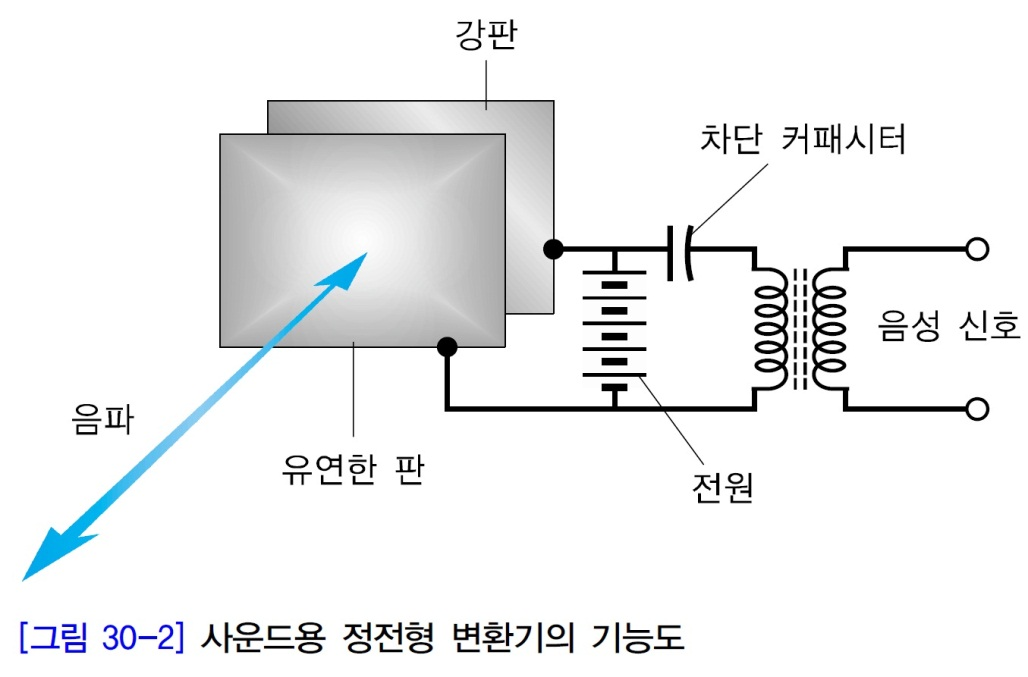 강판
차단 커패시터
음성 신호
음파
유연한 판
전원
[그림 30-2] 사운드용 정전형 변환기의 기능도